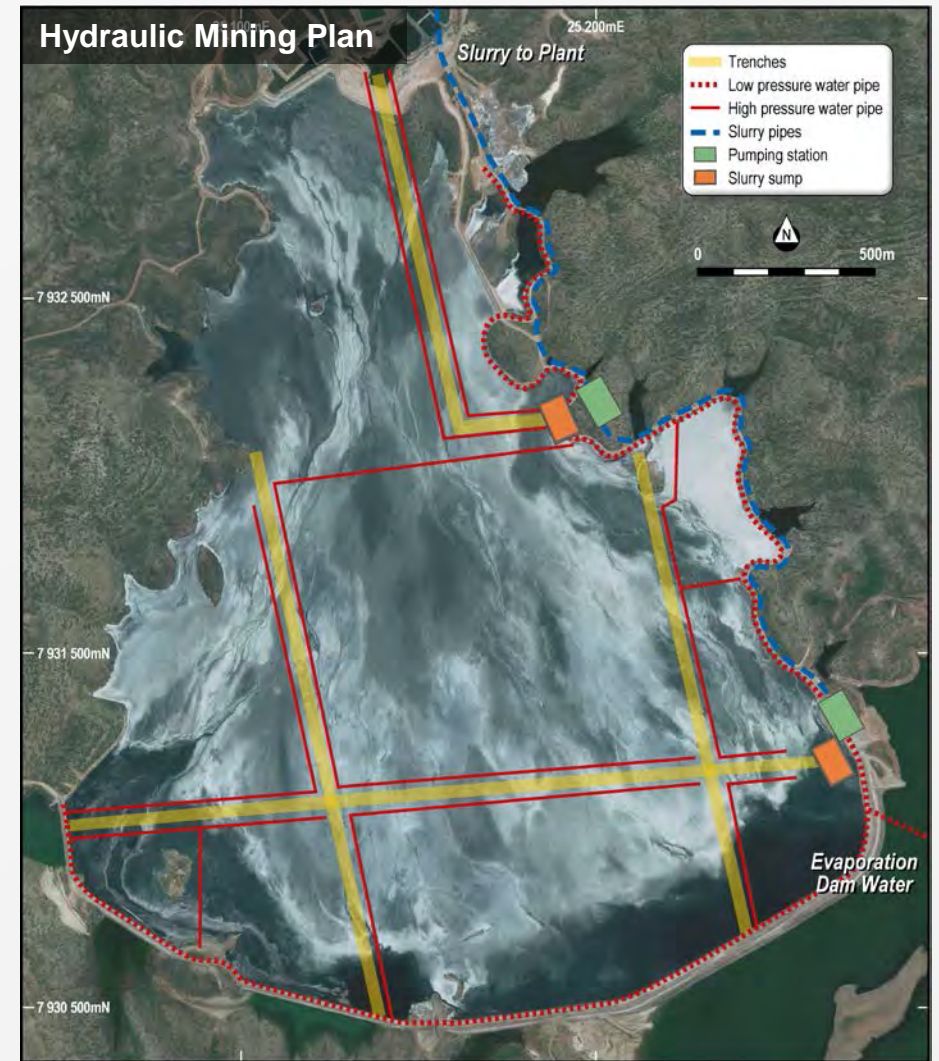 Hydraulic Mining Plan
25 200mE
Slurry to Plant
Trenches
Low pressure water pipe
High pressure water pipe
Slurry pipes
Pumping station
Slurry sump
N
0 500m
7 932 500mN
7 931 500mN
Evaporation
Dam Water
7 930 500mN